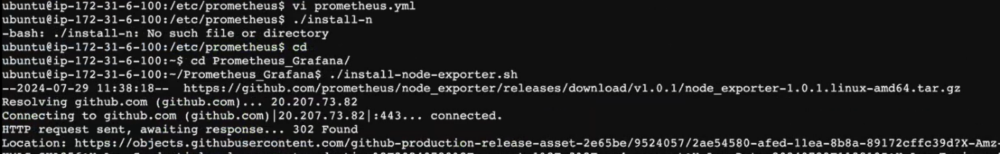 ubuntu@ip-172-31-6-100:/etc/prometheus$ vi prometheus.yml
ubuntu@ip-172-31-6-100:/etc/prometheus$ ./install-n
-bash: ./install-n: No such file or directory
ubuntu@ip-172-31-6-100:/etc/prometheus$ cd
ubuntu@ip-172-31-6-100:~$ cd Prometheus_Grafana/
ubuntu@ip-172-31-6-100:~/Prometheus_Grafana$ ./install-node-exporter.sh
--2024-07-29 11:38:18--  https://github.com/prometheus/node_exporter/releases/download/v1.0.1/node_exporter-1.0.1.linux-amd64.tar.gz
Resolving github.com (github.com)... 20.207.73.82
Connecting to github.com (github.com)|20.207.73.82|:443... connected.
HTTP request sent, awaiting response... 302 Found
Location: https://objects.githubusercontent.com/github-production-release-asset-2e65be/9524057/2ae54580-afed-11ea-8b8a-89172cffc39d?X-Amz-